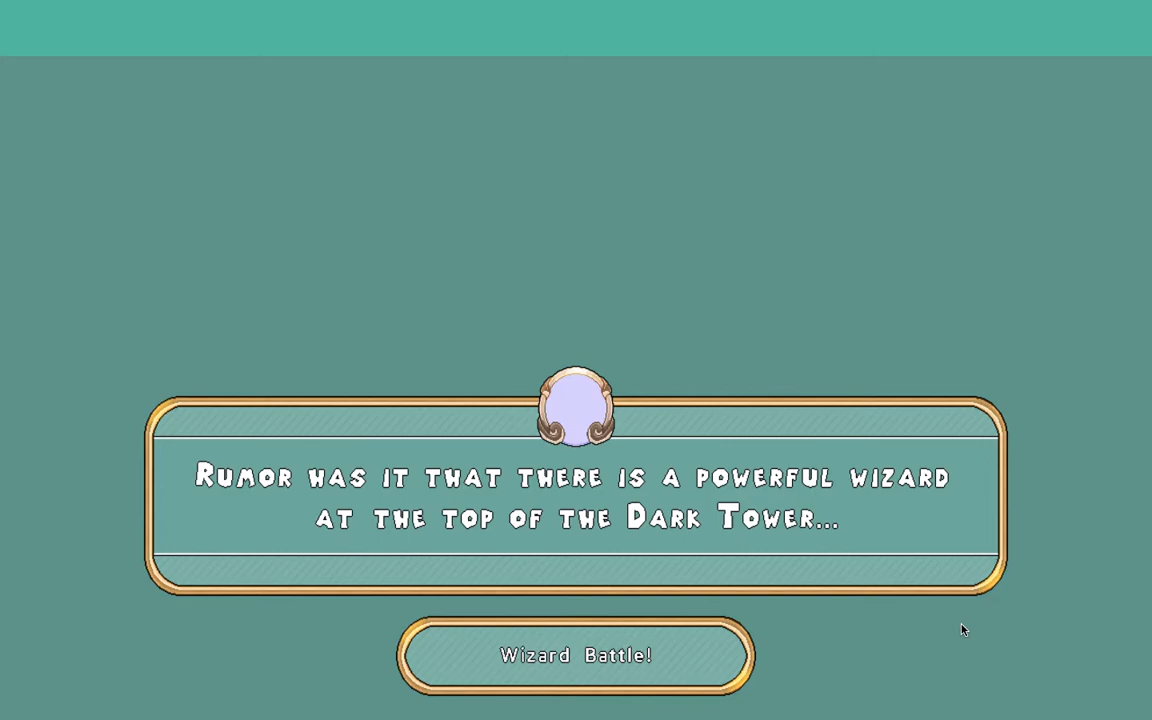 Rumor has it that there is a powerful wizard
at the top of the Dark Tower...
Wizard Battle!